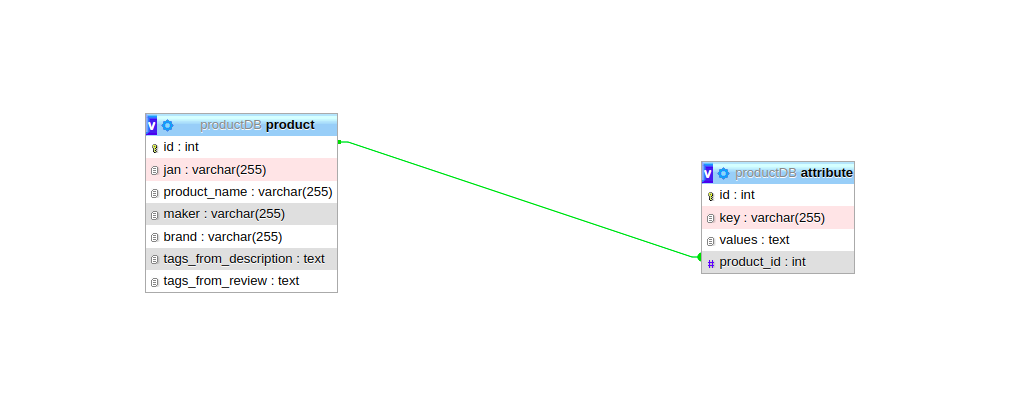 v productDB product
id : int
jan : varchar(255)
product_name : varchar(255)
maker : varchar(255)
brand : varchar(255)
tags_from_description : text
tags_from_review : text
v productDB attribute
id : int
key : varchar(255)
values : text
# product_id : int